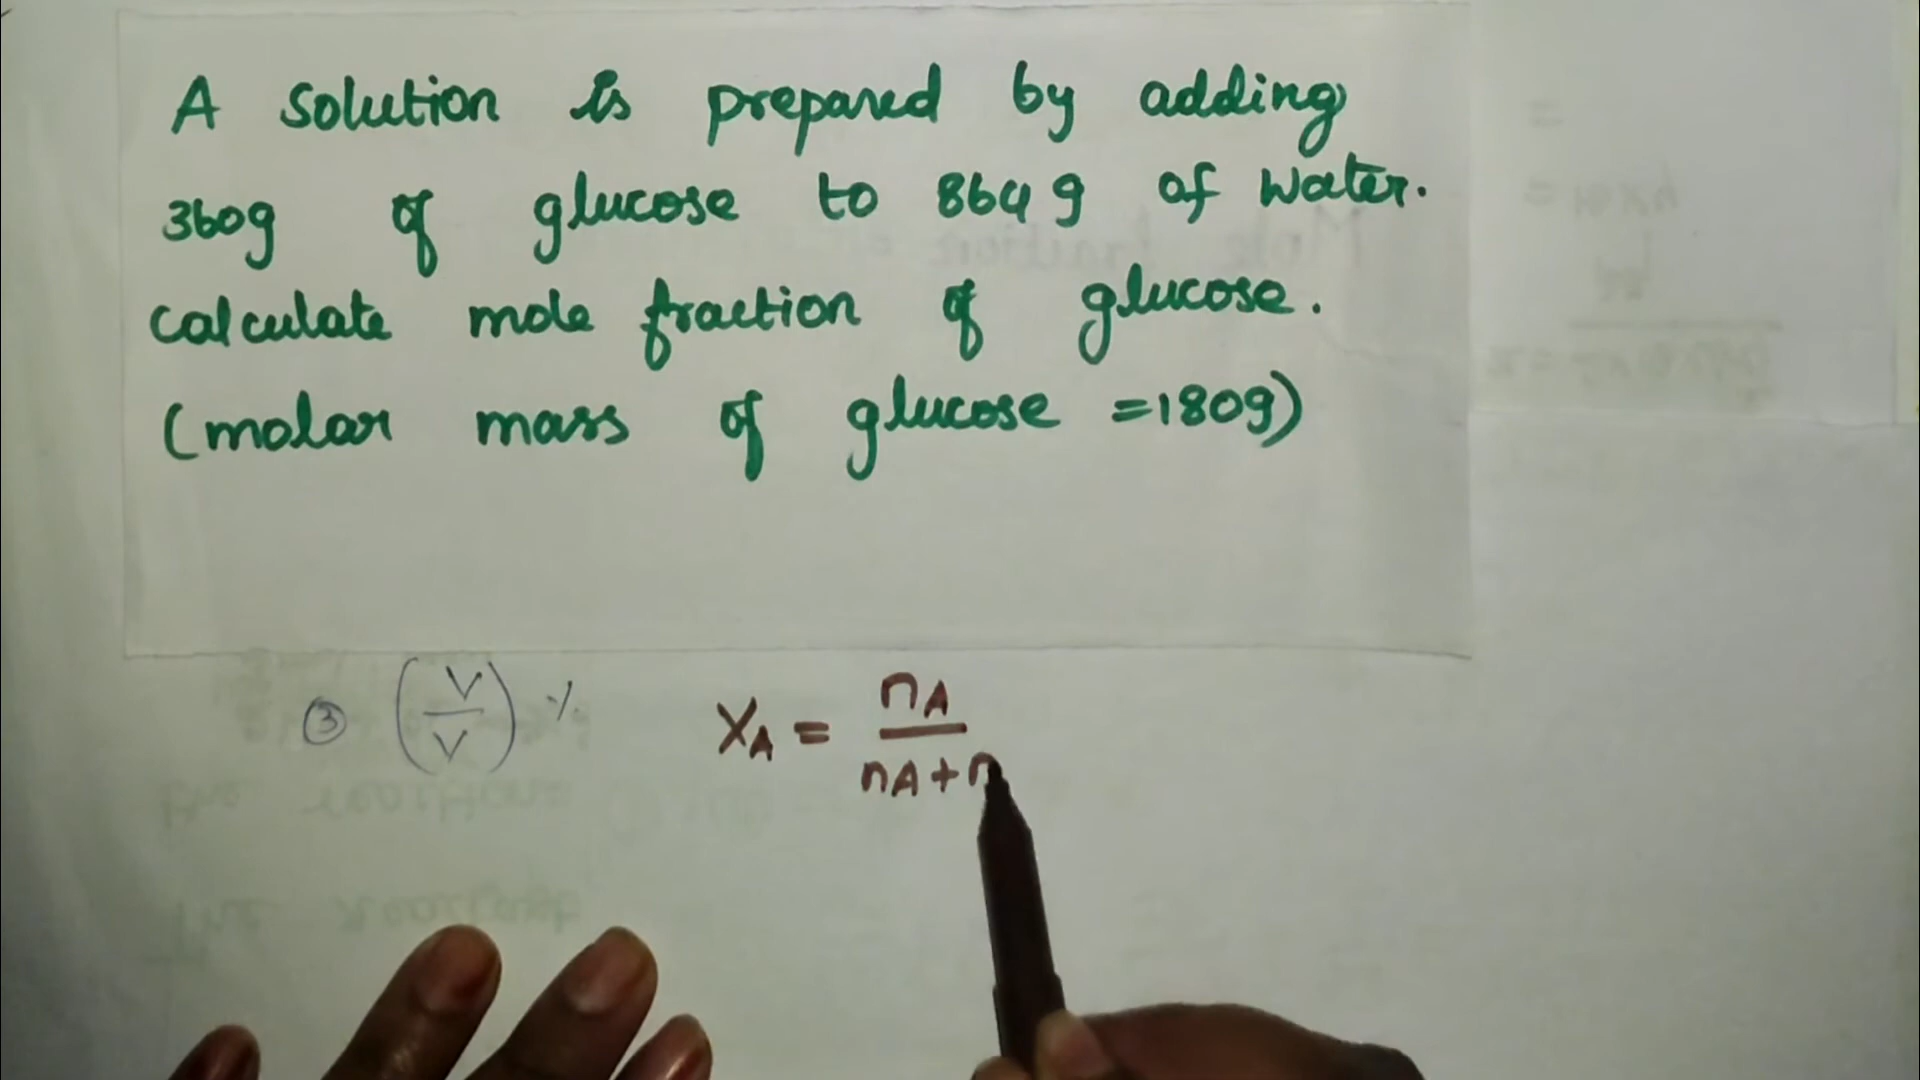 A solution is prepared by adding
360g of glucose to 864 g of water.
calculate mole fraction of glucose.
(molar mass of glucose =180g)
③ (V/V) %
XA = nA / nA + n